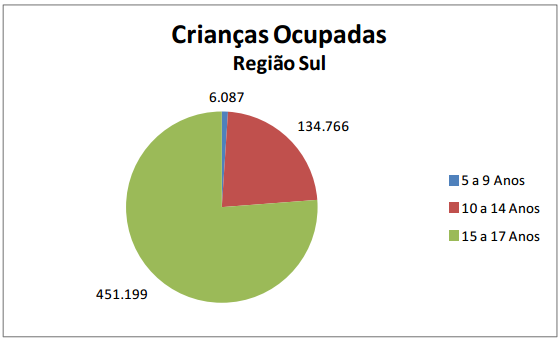 Crianças Ocupadas
Região Sul
6.087
134.766
451.199
5 a 9 Anos
10 a 14 Anos
15 a 17 Anos